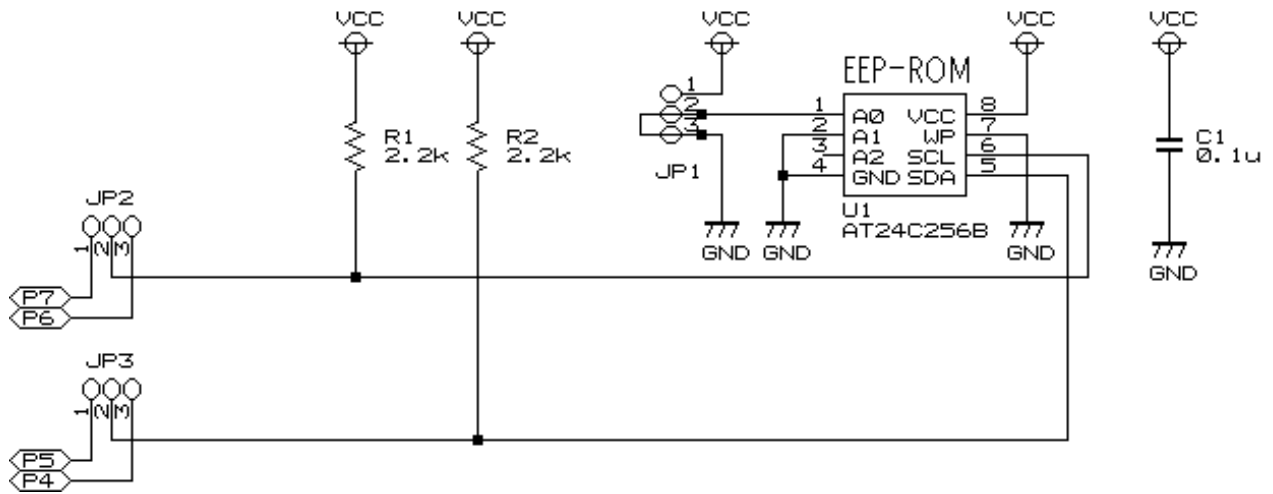 VCC
VCC
VCC
VCC
VCC
EEP-ROM
1
2
3
1
2
3
4
A0
A1
A2
GND
VCC
WP
SCL
SDA
8
7
6
5
R1
2.2k
R2
2.2k
C1
0.1u
JP1
U1
AT24C256B
GND
GND
GND
GND
JP2
1
2
3
P7
P6
JP3
1
2
3
P5
P4